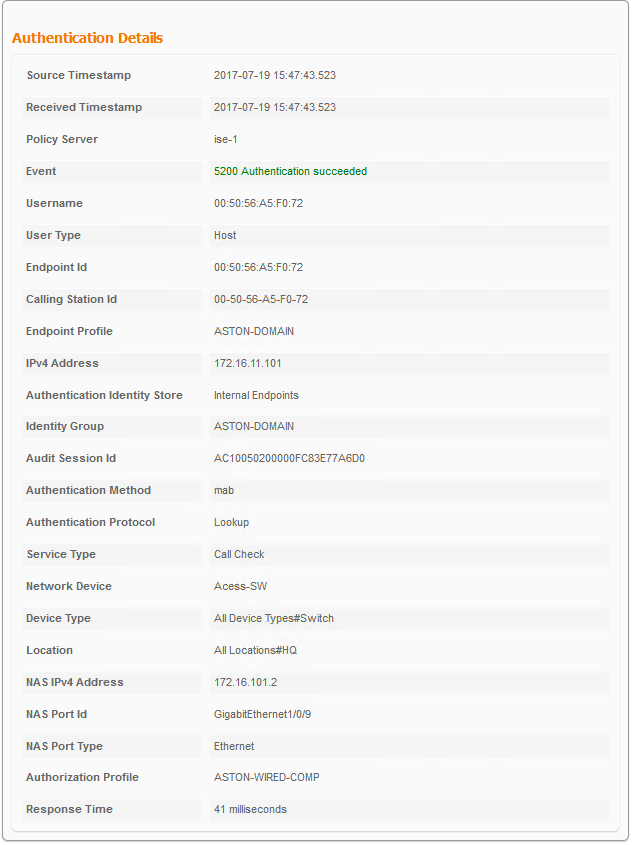 Authentication Details
Source Timestamp 2017-07-19 15:47:43.523
Received Timestamp 2017-07-19 15:47:43.523
Policy Server ise-1
Event 5200 Authentication succeeded
Username 00:50:56:A5:F0:72
User Type Host
Endpoint Id 00:50:56:A5:F0:72
Calling Station Id 00-50-56-A5-F0-72
Endpoint Profile ASTON-DOMAIN
IPv4 Address 172.16.11.101
Authentication Identity Store Internal Endpoints
Identity Group ASTON-DOMAIN
Audit Session Id AC10050200000FC83E77A6D0
Authentication Method mab
Authentication Protocol Lookup
Service Type Call Check
Network Device Acess-SW
Device Type All Device Types#Switch
Location All Locations#HQ
NAS IPv4 Address 172.16.101.2
NAS Port Id GigabitEthernet1/0/9
NAS Port Type Ethernet
Authorization Profile ASTON-WIRED-COMP
Response Time 41 milliseconds